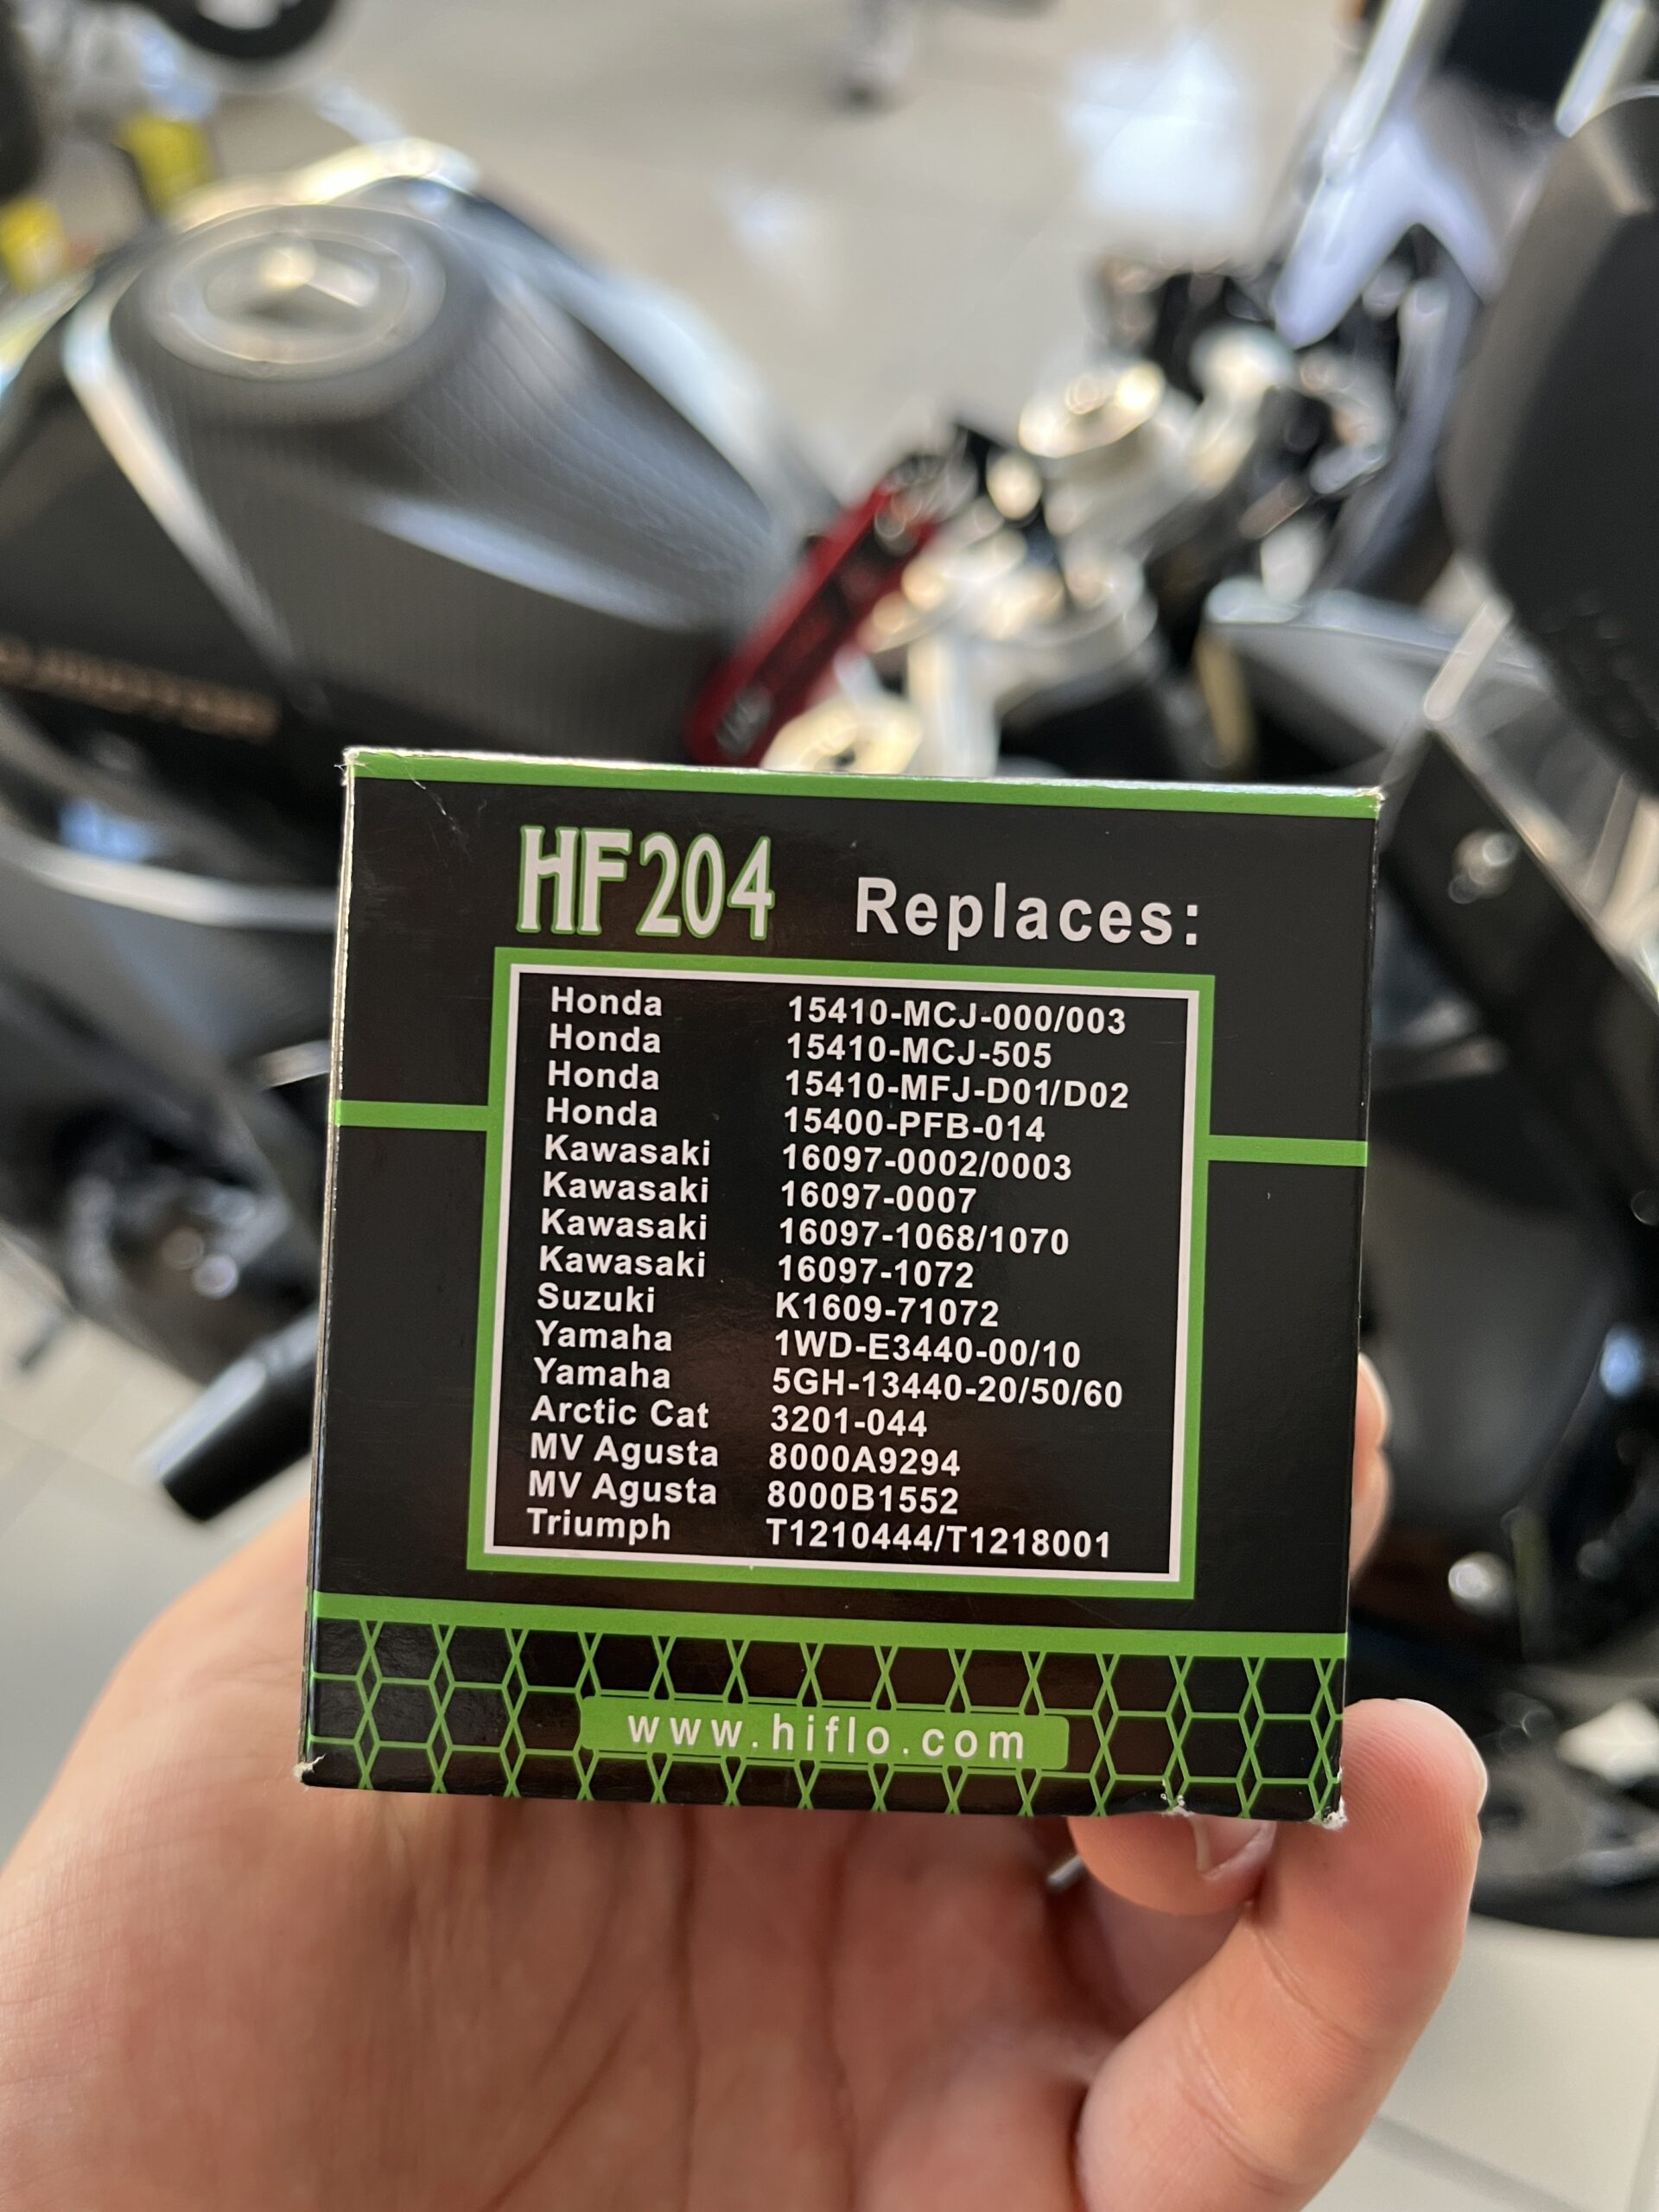 HF204 Replaces:
Honda 15410-MCJ-000/003
Honda 15410-MCJ-505
Honda 15410-MFJ-D01/D02
Honda 15400-PFB-014
Kawasaki 16097-0002/0003
Kawasaki 16097-0007
Kawasaki 16097-1068/1070
Kawasaki 16097-1072
Suzuki K1609-71072
Yamaha 1WD-E3440-00/10
Yamaha 5GH-13440-20/50/60
Arctic Cat 3201-044
MV Agusta 8000A9294
MV Agusta 8000B1552
Triumph T1210444/T1218001
www.hiflo.com